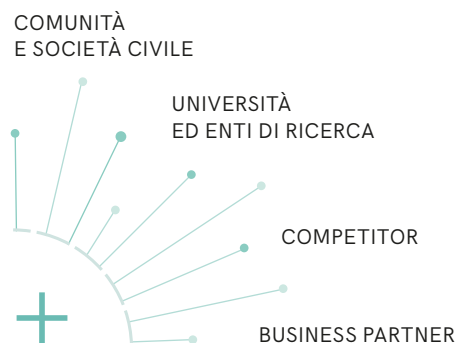 COMUNITÀ
E SOCIETÀ CIVILE
UNIVERSITÀ
ED ENTI DI RICERCA
COMPETITOR
BUSINESS PARTNER